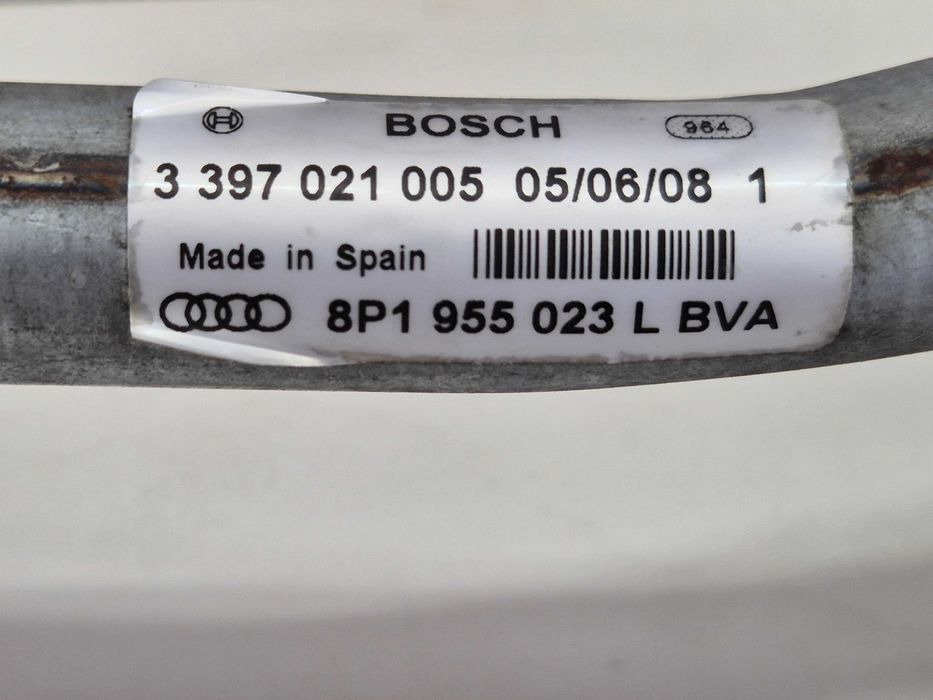 BOSCH 964
3 397 021 005 05/06/08 1
Made in Spain
8P1 955 023 L BVA